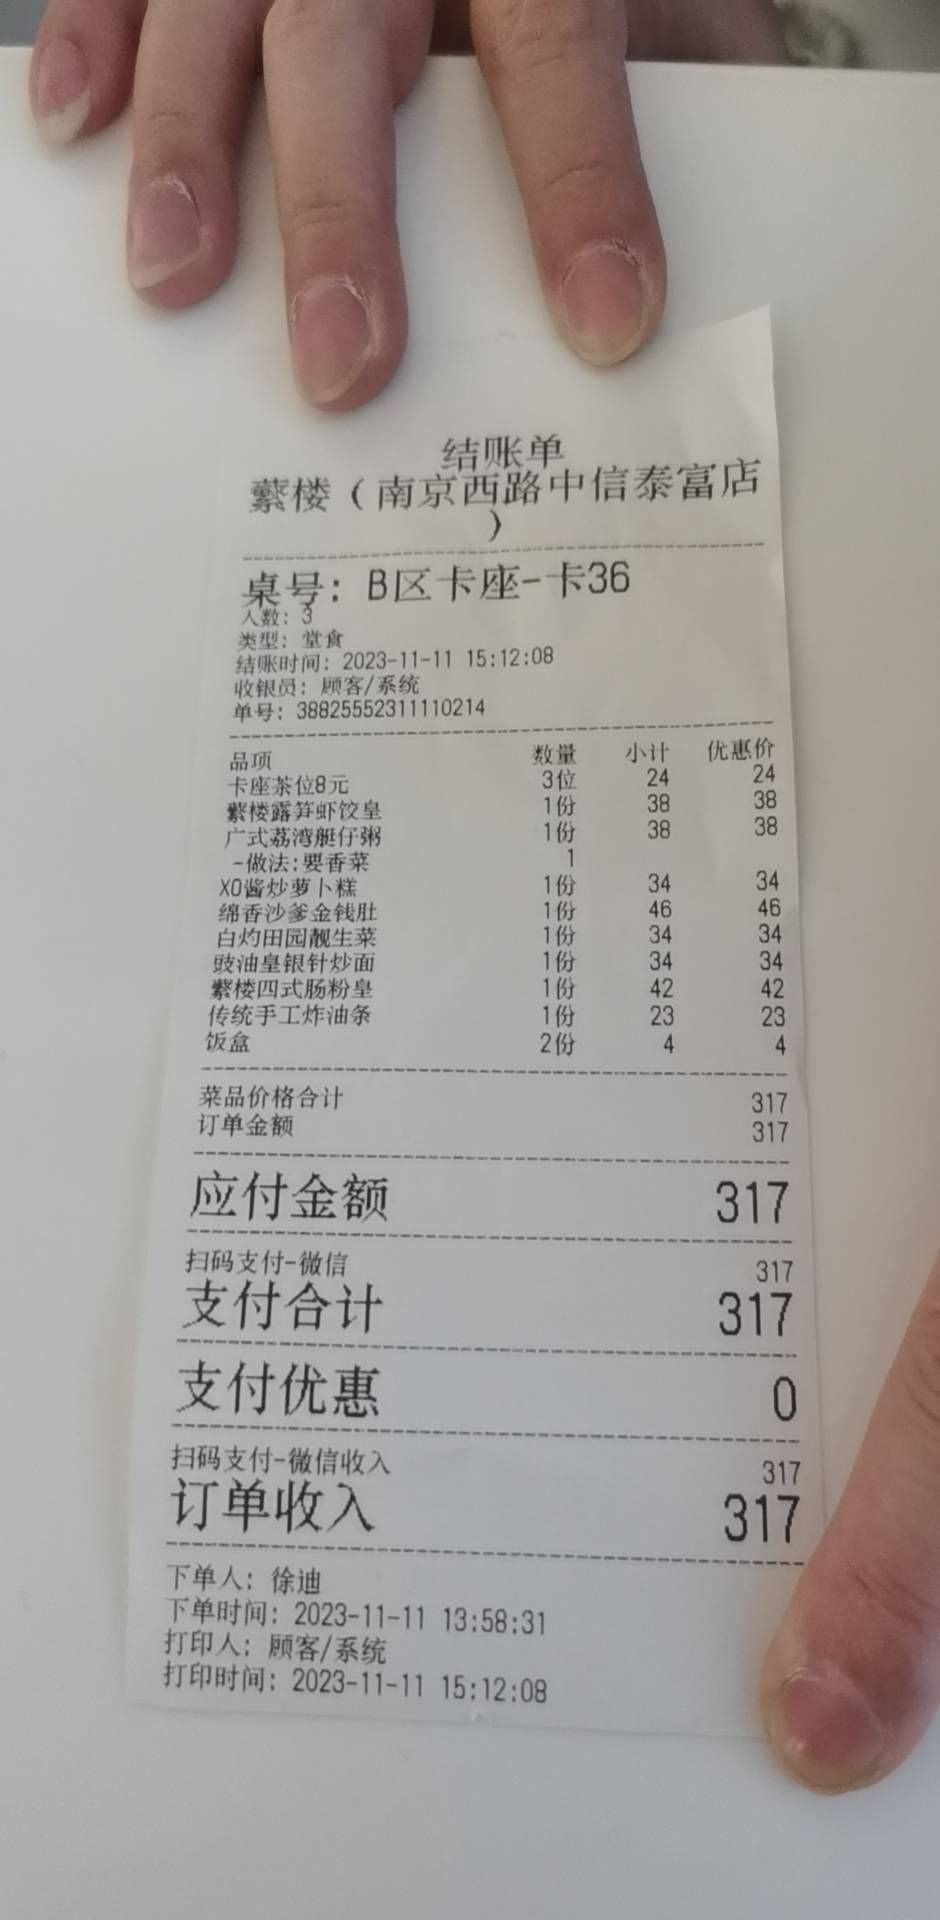 结账单
蘩楼（南京西路中信泰富店
）
桌号: B区卡座-卡36
人数: 3
类型: 堂食
结账时间: 2023-11-11 15:12:08
收银员: 顾客/系统
单号: 38825552311110214
品项 数量 小计 优惠价
卡座茶位8元 3位 24 24
蘩楼露笋虾饺皇 1份 38 38
广式荔湾艇仔粥 1份 38 38
-做法:要香菜 1
XO酱炒萝卜糕 1份 34 34
绵香沙爹金钱肚 1份 46 46
白灼田园靓生菜 1份 34 34
豉油皇银针炒面 1份 34 34
蘩楼四式肠粉皇 1份 42 42
传统手工炸油条 1份 23 23
饭盒 2份 4 4
菜品价格合计 317
订单金额 317
应付金额 317
扫码支付-微信 317
支付合计 317
支付优惠 0
扫码支付-微信收入 317
订单收入 317
下单人: 徐迪
下单时间: 2023-11-11 13:58:31
打印人: 顾客/系统
打印时间: 2023-11-11 15:12:08